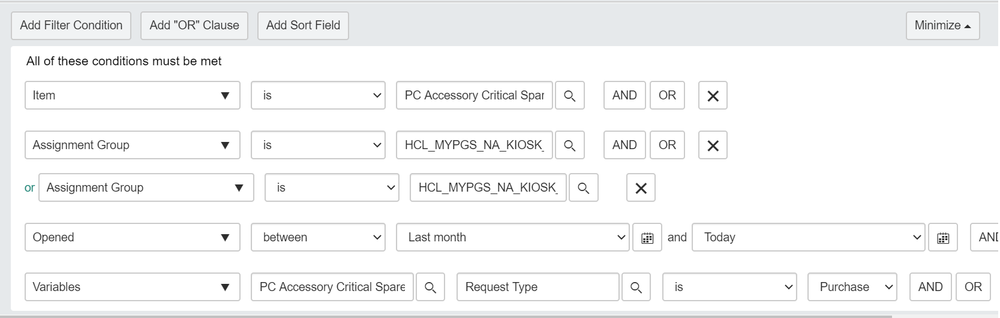 Add Filter Condition Add "OR" Clause Add Sort Field Minimize
All of these conditions must be met
Item is PC Accessory Critical Spar AND OR
Assignment Group is HCL_MYPGS_NA_KIOSK_ AND OR
or Assignment Group is HCL_MYPGS_NA_KIOSK_
Opened between Last month and Today AND
Variables PC Accessory Critical Spare Request Type is Purchase AND OR